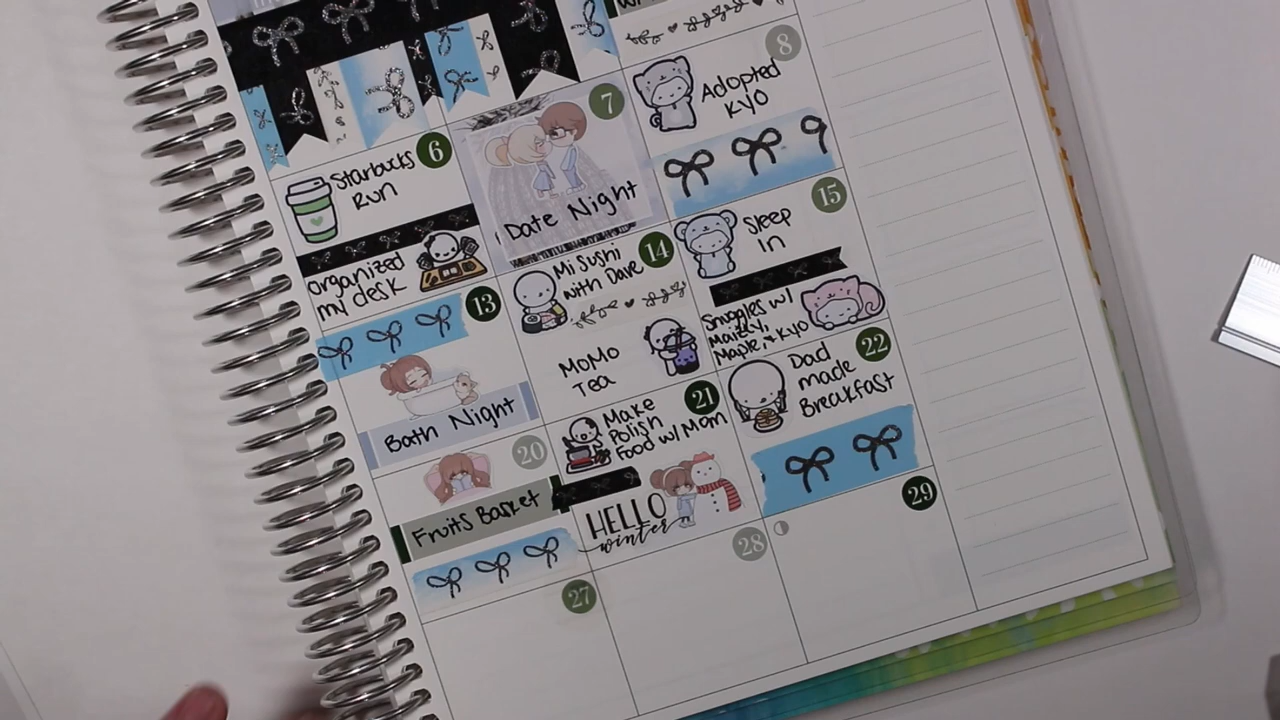 6
Starbucks
Run
organized
my desk
7
Date Night
8
Adopted
Kyo
13
Bath Night
14
Mi Sushi
with Dave
MoMo
Tea
15
Sleep
In
Snuggles w/
Maizzy,
Maple, + Kyo
20
Fruits Basket
21
Make
Polish
Food w/ Mom
HELLO
winter
22
Dad
made
Breakfast
27
28
29